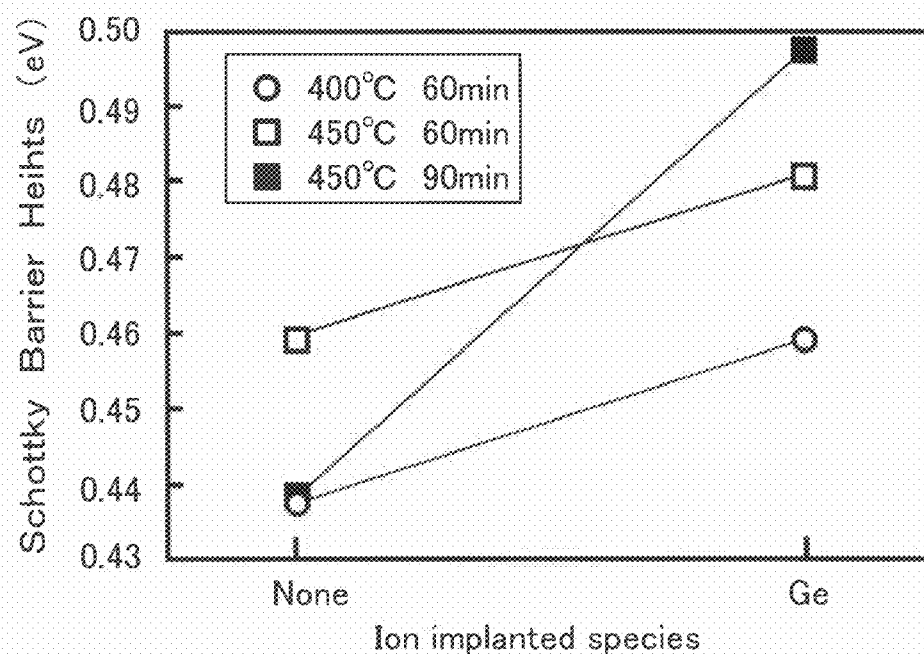 Schottky Barrier Heihts (eV)
0.50
0.49
0.48
0.47
0.46
0.45
0.44
0.43
400°C 60min
450°C 60min
450°C 90min
None
Ge
Ion implanted species